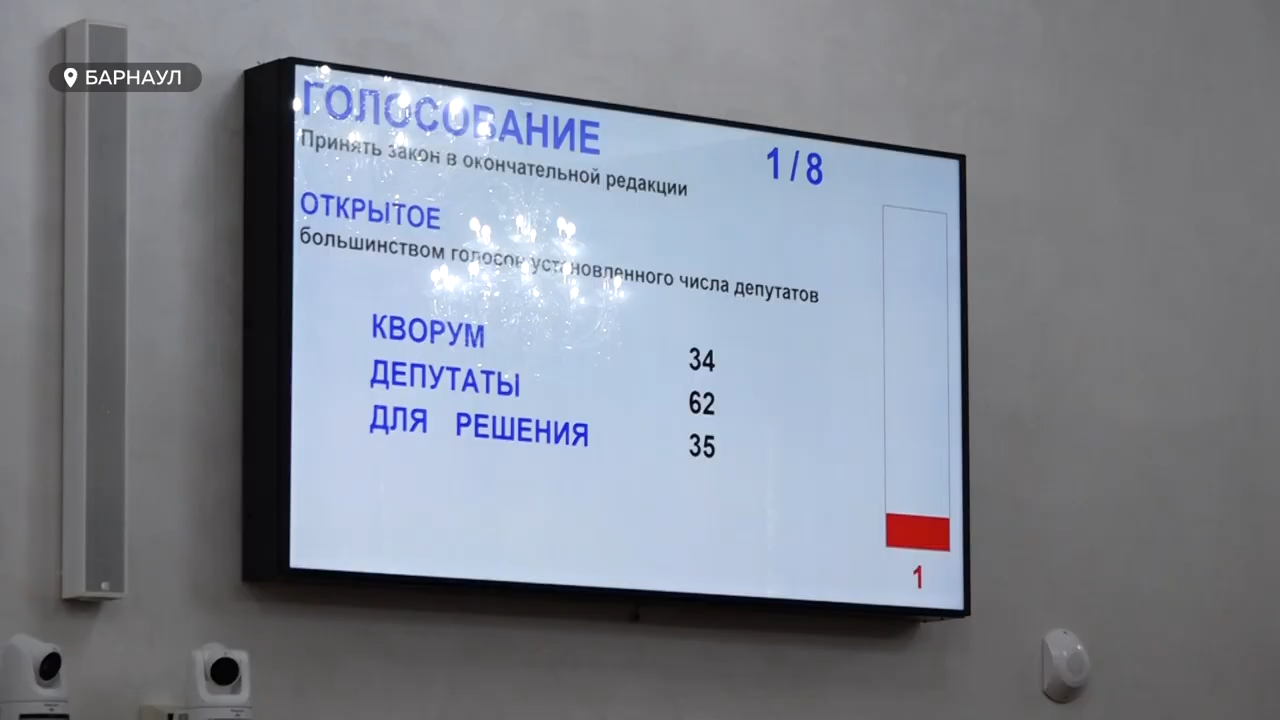 БАРНАУЛ
ГОЛОСОВАНИЕ
1/8
Принять закон в окончательной редакции
ОТКРЫТОЕ
большинством голосов установленного числа депутатов
КВОРУМ 34
ДЕПУТАТЫ 62
ДЛЯ РЕШЕНИЯ 35
1